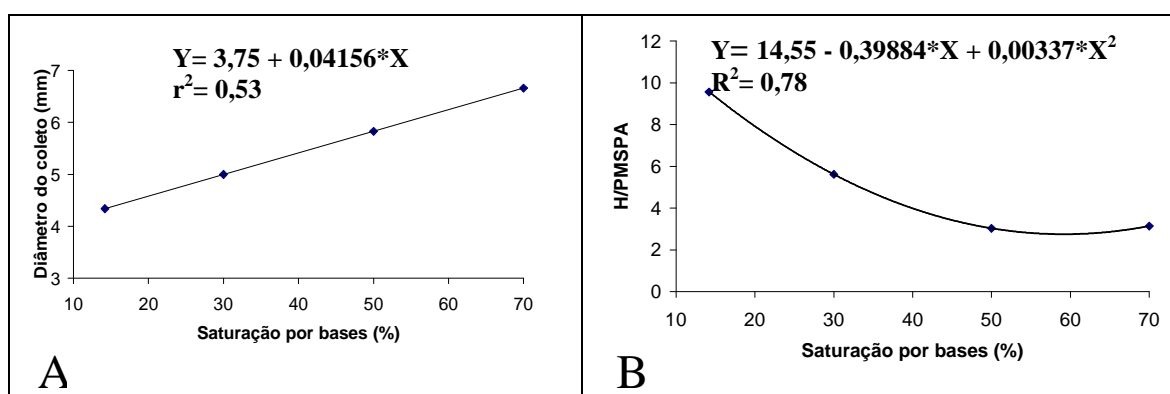 Y= 3,75 + 0,04156*X
r²= 0,53
Diâmetro do coleto (mm)
7
6
5
4
3
10 20 30 40 50 60 70
Saturação por bases (%)
A
Y= 14,55 - 0,39884*X + 0,00337*X²
R²= 0,78
H/PMSPA
12
10
8
6
4
2
0
10 20 30 40 50 60 70
Saturação por bases (%)
B